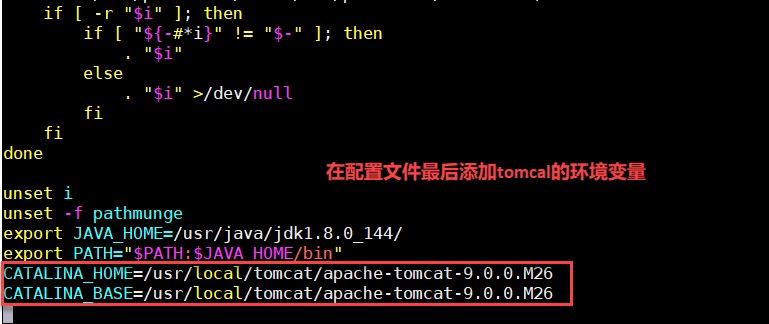 if [ -r "$i" ]; then
if [ "${-#*i}" != "$-" ]; then
. "$i"
else
. "$i" >/dev/null
fi
fi
done
在配置文件最后添加tomcal的环境变量
unset i
unset -f pathmunge
export JAVA_HOME=/usr/java/jdk1.8.0_144/
export PATH="$PATH:$JAVA_HOME/bin"
CATALINA_HOME=/usr/local/tomcat/apache-tomcat-9.0.0.M26
CATALINA_BASE=/usr/local/tomcat/apache-tomcat-9.0.0.M26